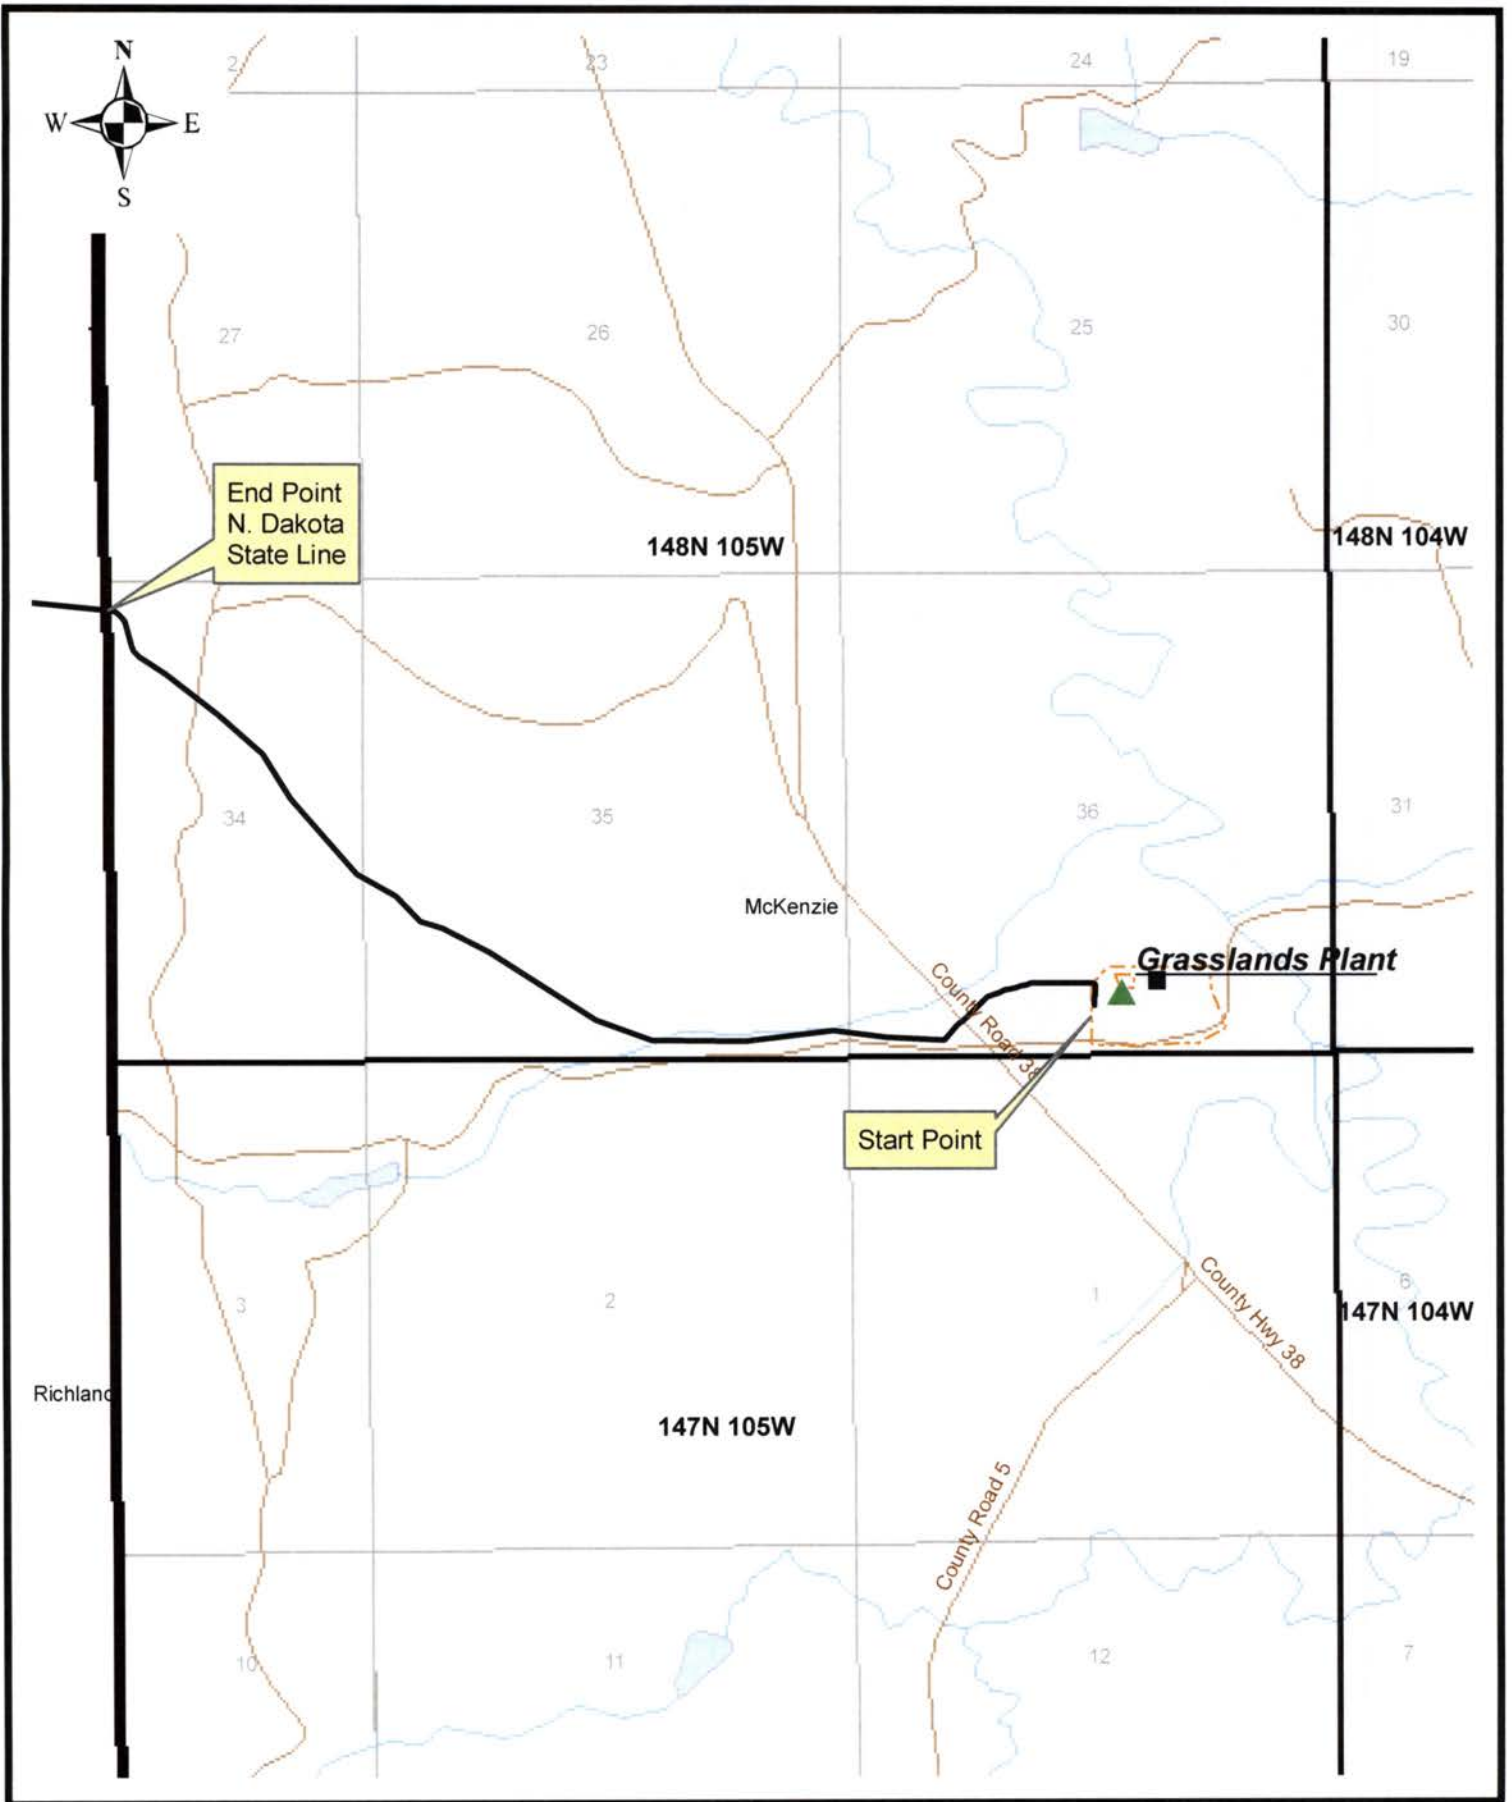 N
W
E
S
2
23
24
19
27
26
25
30
End Point
N. Dakota
State Line
148N 105W
148N 104W
34
35
36
31
McKenzie
Grasslands Plant
County Road 38
Start Point
3
2
1
6
County Hwy 38
147N 104W
Richland
147N 105W
County Road 5
10
11
12
7